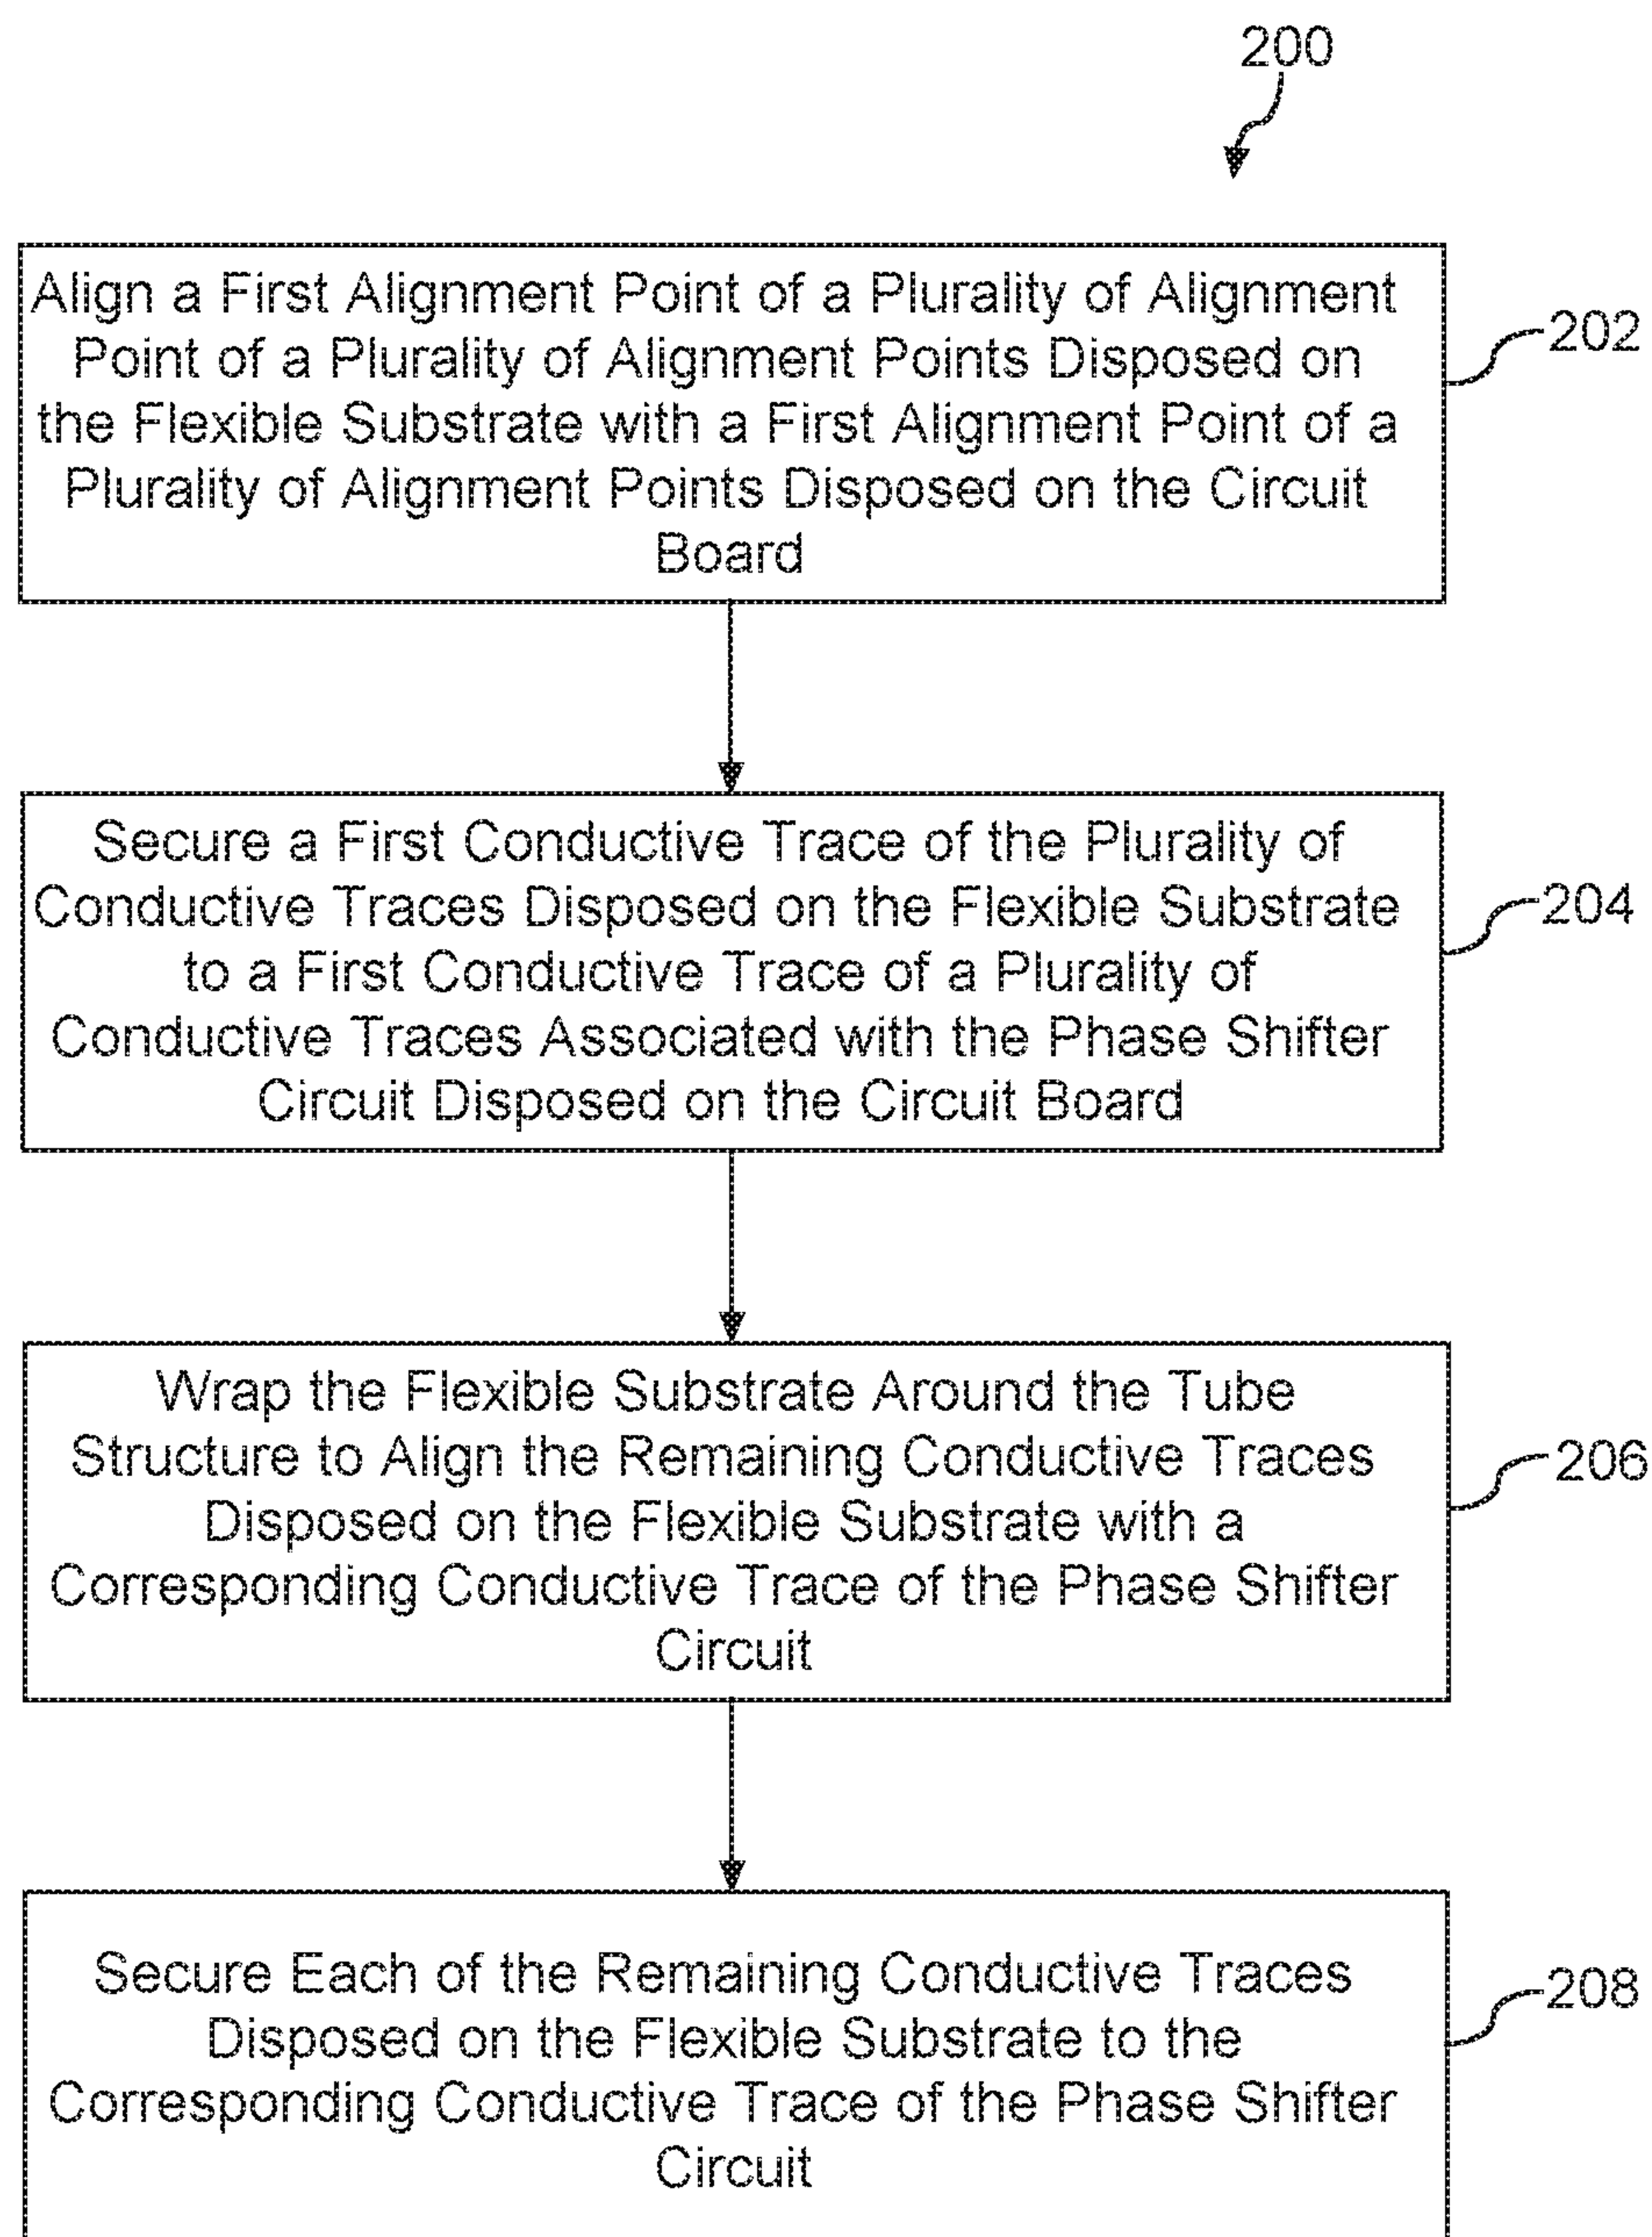 200
Align a First Alignment Point of a Plurality of Alignment
Point of a Plurality of Alignment Points Disposed on
the Flexible Substrate with a First Alignment Point of a
Plurality of Alignment Points Disposed on the Circuit
Board
202
Secure a First Conductive Trace of the Plurality of
Conductive Traces Disposed on the Flexible Substrate
to a First Conductive Trace of a Plurality of
Conductive Traces Associated with the Phase Shifter
Circuit Disposed on the Circuit Board
204
Wrap the Flexible Substrate Around the Tube
Structure to Align the Remaining Conductive Traces
Disposed on the Flexible Substrate with a
Corresponding Conductive Trace of the Phase Shifter
Circuit
206
Secure Each of the Remaining Conductive Traces
Disposed on the Flexible Substrate to the
Corresponding Conductive Trace of the Phase Shifter
Circuit
208